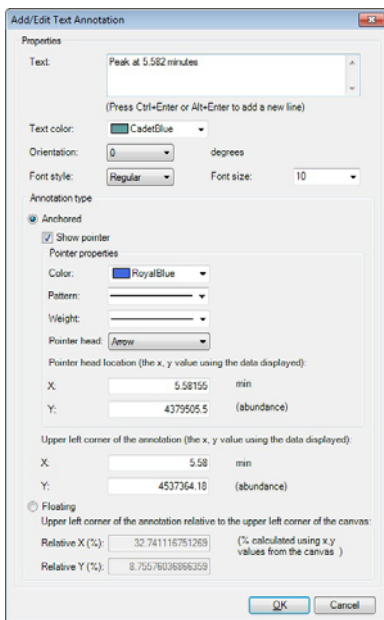 Add/Edit Text Annotation
Properties
Text: Peak at 5.582 minutes
(Press Ctrl+Enter or Alt+Enter to add a new line)
Text color: CadetBlue
Orientation: 0 degrees
Font style: Regular Font size: 10
Annotation type
Anchored
Show pointer
Pointer properties
Color: RoyalBlue
Pattern:
Weight:
Pointer head: Arrow
Pointer head location (the x, y value using the data displayed):
X: 5.58155 min
Y: 4379505.5 (abundance)
Upper left corner of the annotation (the x, y value using the data displayed):
X: 5.58 min
Y: 4537364.18 (abundance)
Floating
Upper left corner of the annotation relative to the upper left corner of the canvas:
Relative X (%): 32.741116751269 (% calculated using x,y
values from the canvas )
Relative Y (%): 8.75576036866359
OK Cancel